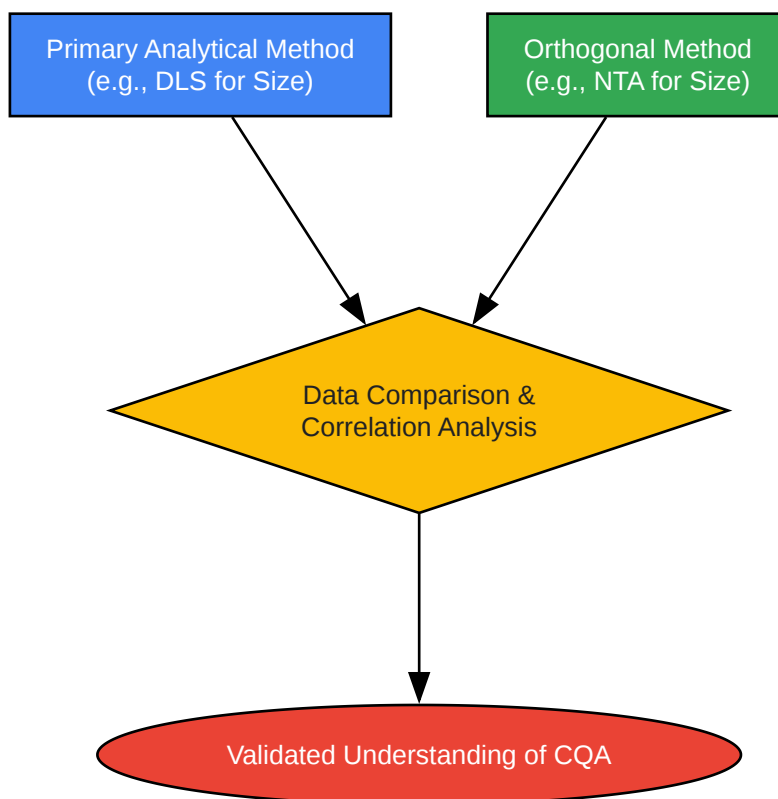 Primary Analytical Method
(e.g., DLS for Size)
Orthogonal Method
(e.g., NTA for Size)
Data Comparison &
Correlation Analysis
Validated Understanding of CQA